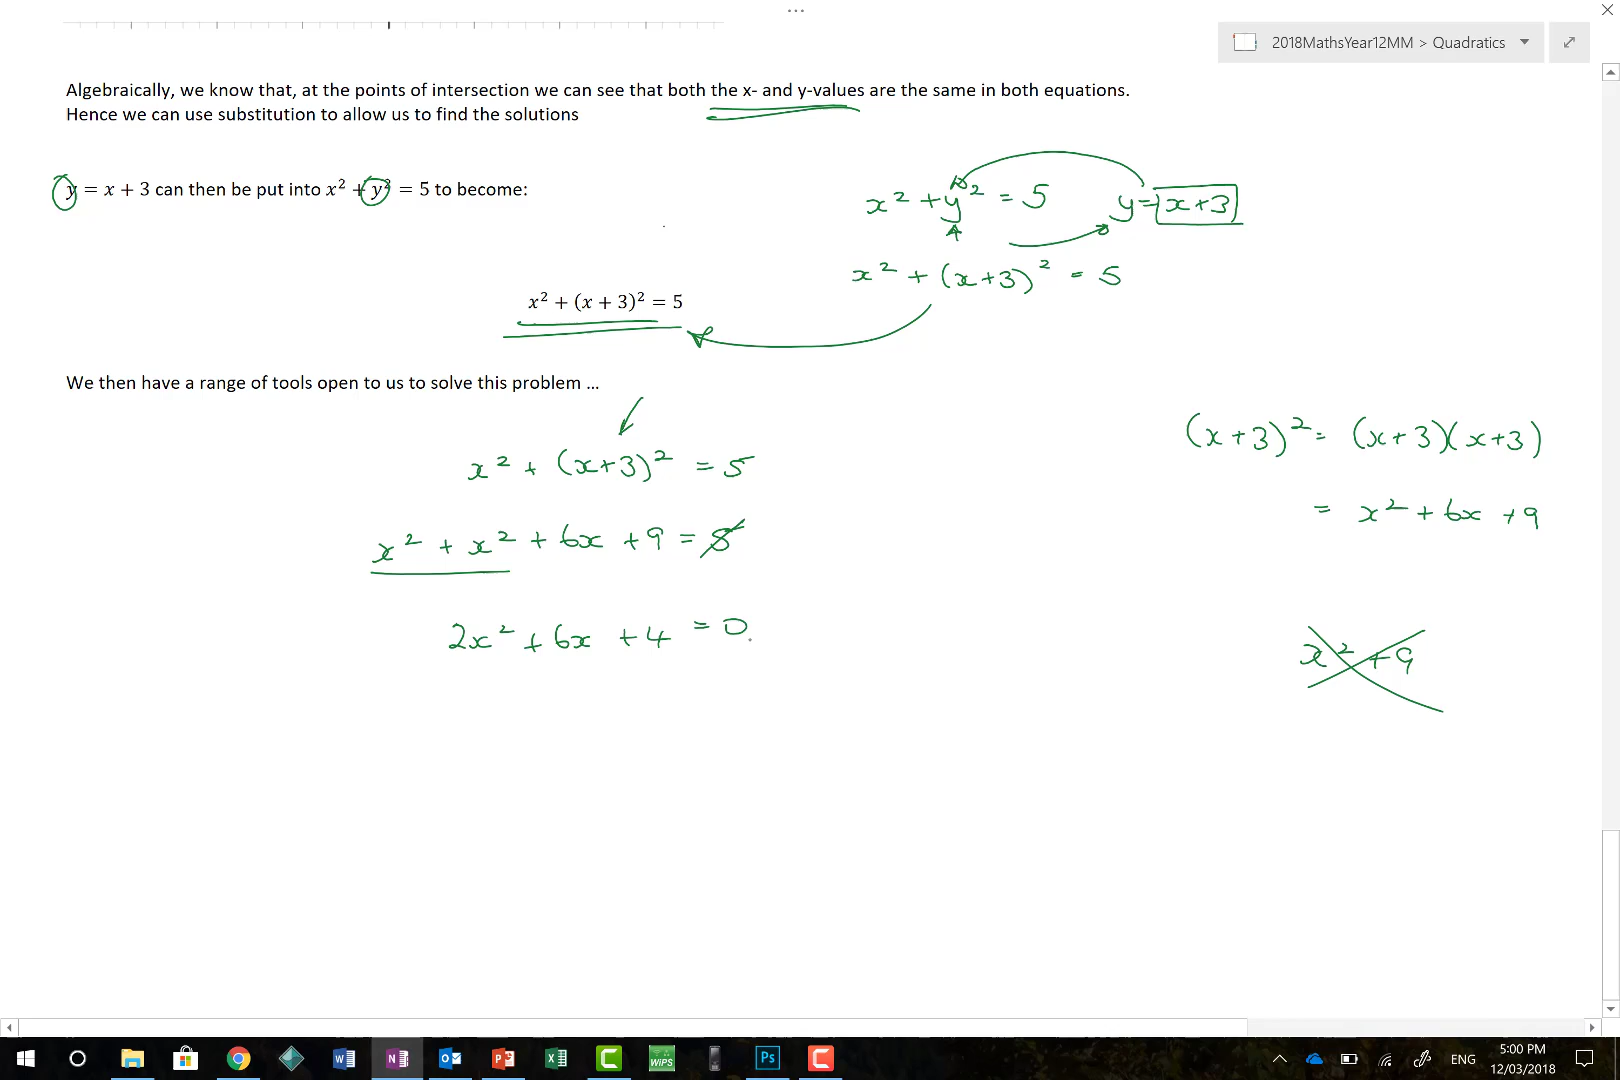 2018MathsYear12MM > Quadratics
Algebraically, we know that, at the points of intersection we can see that both the x- and y-values are the same in both equations.
Hence we can use substitution to allow us to find the solutions
y = x + 3 can then be put into x² + y² = 5 to become:
x² + y² = 5 y = x+3
x² + (x+3)² = 5
x² + (x + 3)² = 5
We then have a range of tools open to us to solve this problem ...
(x+3)² = (x+3)(x+3)
x² + (x+3)² = 5
= x² + 6x + 9
x² + x² + 6x + 9 = 5
2x² + 6x + 4 = 0
x² + 9
WiPS
ENG
5:00 PM
12/03/2018